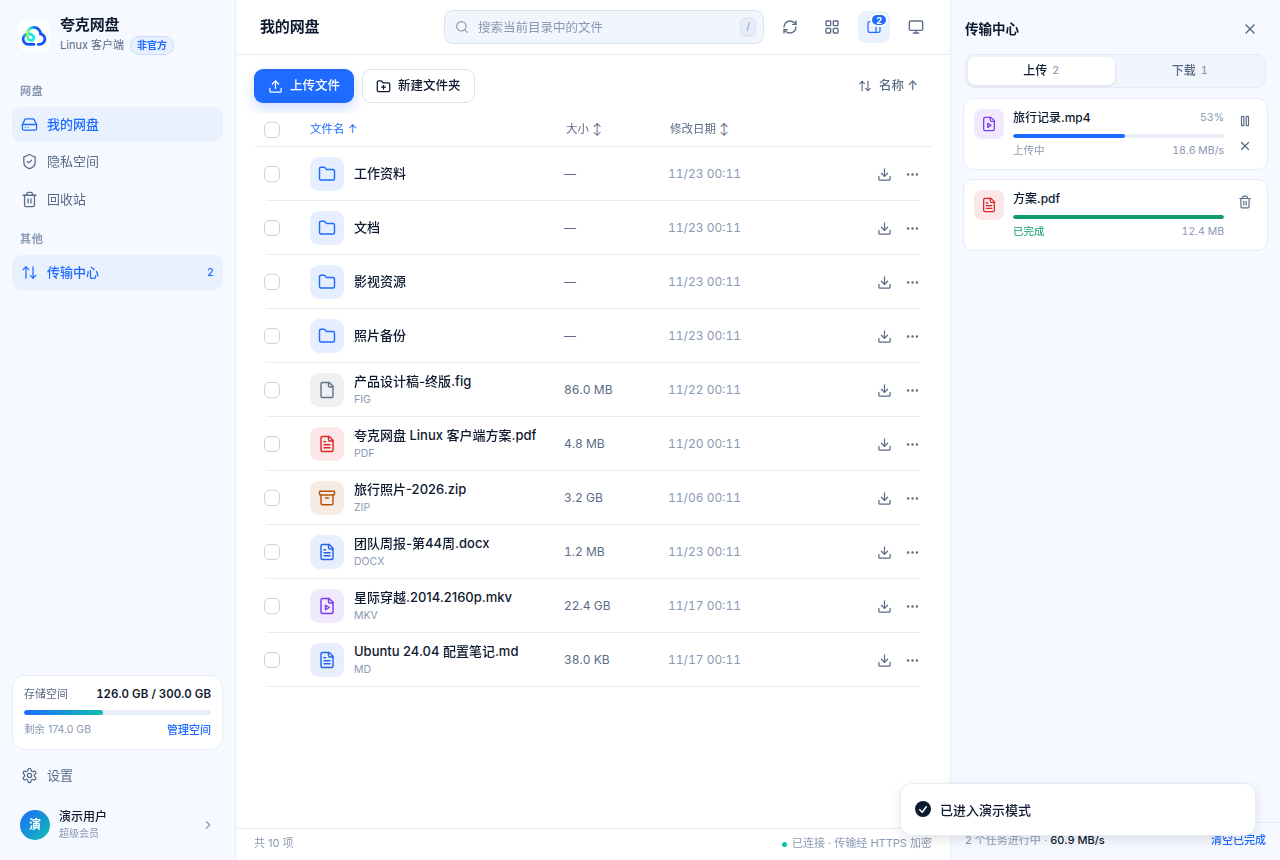 夸克网盘
Linux 客户端 非官方
网盘
我的网盘
隐私空间
回收站
其他
传输中心 2
存储空间 126.0 GB / 300.0 GB
剩余 174.0 GB 管理空间
设置
演 演示用户
超级会员
我的网盘
搜索当前目录中的文件 /
2
上传文件 新建文件夹 名称
文件名 大小 修改日期
工作资料 — 11/23 00:11
文档 — 11/23 00:11
影视资源 — 11/23 00:11
照片备份 — 11/23 00:11
产品设计稿-终版.fig
FIG
86.0 MB 11/22 00:11
夸克网盘 Linux 客户端方案.pdf
PDF
4.8 MB 11/20 00:11
旅行照片-2026.zip
ZIP
3.2 GB 11/06 00:11
团队周报-第44周.docx
DOCX
1.2 MB 11/23 00:11
星际穿越.2014.2160p.mkv
MKV
22.4 GB 11/17 00:11
Ubuntu 24.04 配置笔记.md
MD
38.0 KB 11/17 00:11
共 10 项 已连接 · 传输经 HTTPS 加密
传输中心
上传 2 下载 1
旅行记录.mp4 53%
上传中 18.6 MB/s
方案.pdf
已完成 12.4 MB
已进入演示模式
2 个任务进行中 · 60.9 MB/s 清空已完成